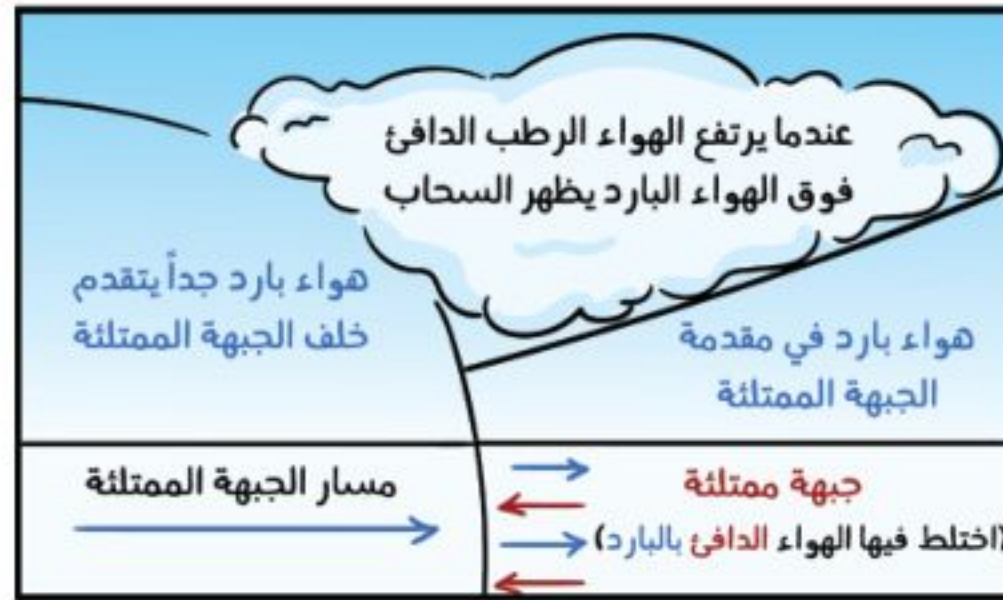 عندما يرتفع الهواء الرطب الدافئ
فوق الهواء البارد يظهر السحاب
هواء بارد في مقدمة
الجبهة الممتلئة
هواء بارد جداً يتقدم
خلف الجبهة الممتلئة
جبهة ممتلئة
(اختلط فيها الهواء الدافئ بالبارد)
مسار الجبهة الممتلئة